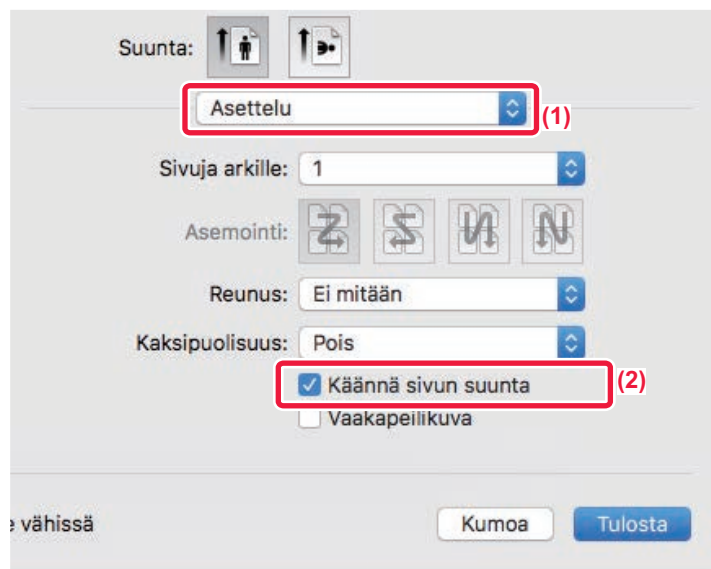 Suunta:
Asettelu (1)
Sivuja arkille: 1
Asemointi:
Reunus: Ei mitään
Kaksipuolisuus: Pois
Käännä sivun suunta (2)
Vaakapeilikuva
vähissä Kumoa Tulosta